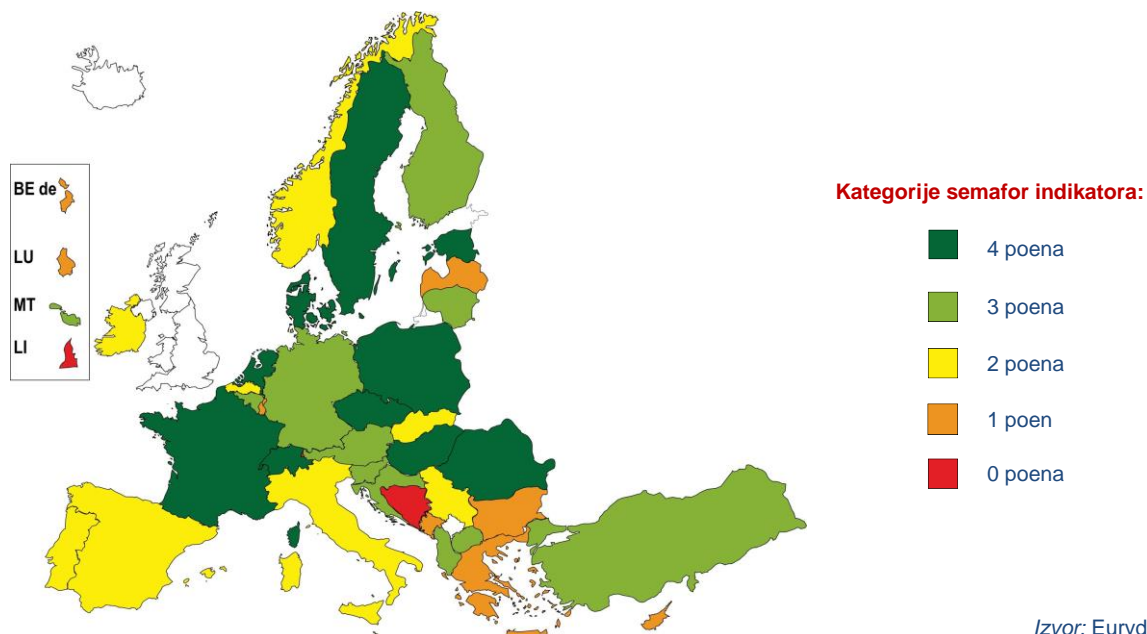 BE de
LU
MT
LI
Kategorije semafor indikatora:
4 poena
3 poena
2 poena
1 poen
0 poena
Izvor: Euryd